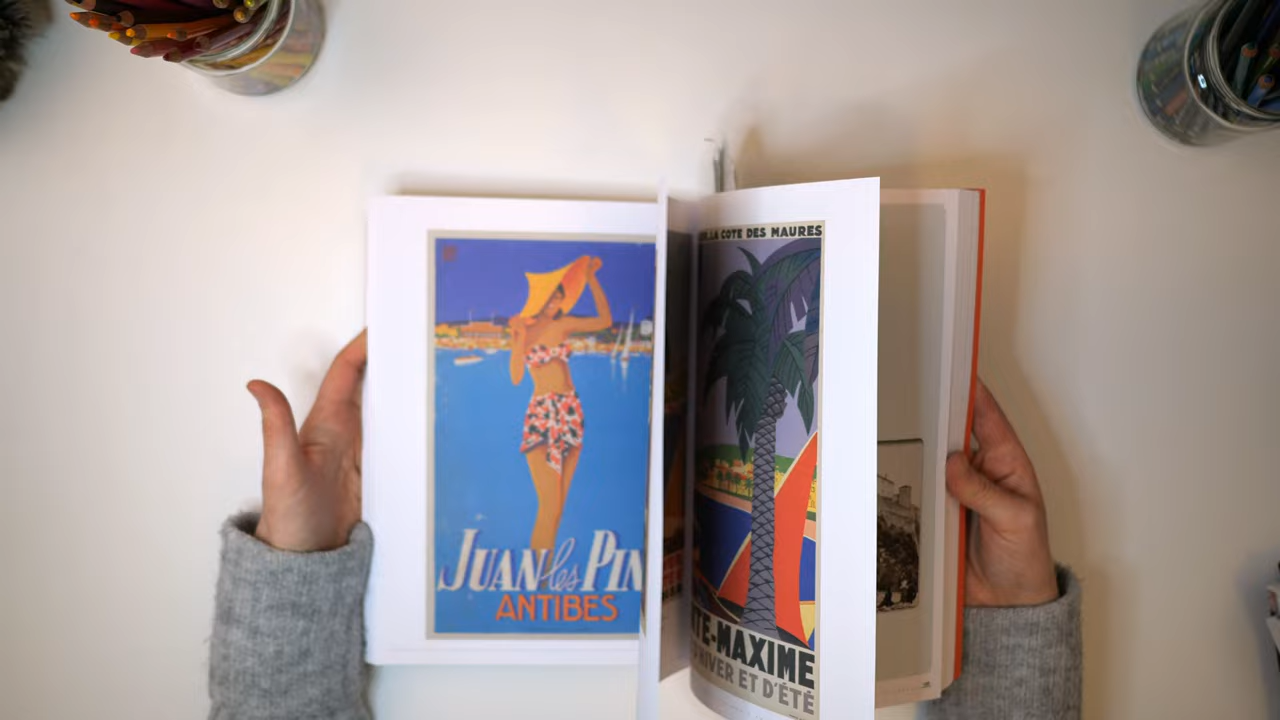 JUAN les PIN
ANTIBES
LA COTE DES MAURES
TE-MAXIME
HIVER ET D'ÉTÉ